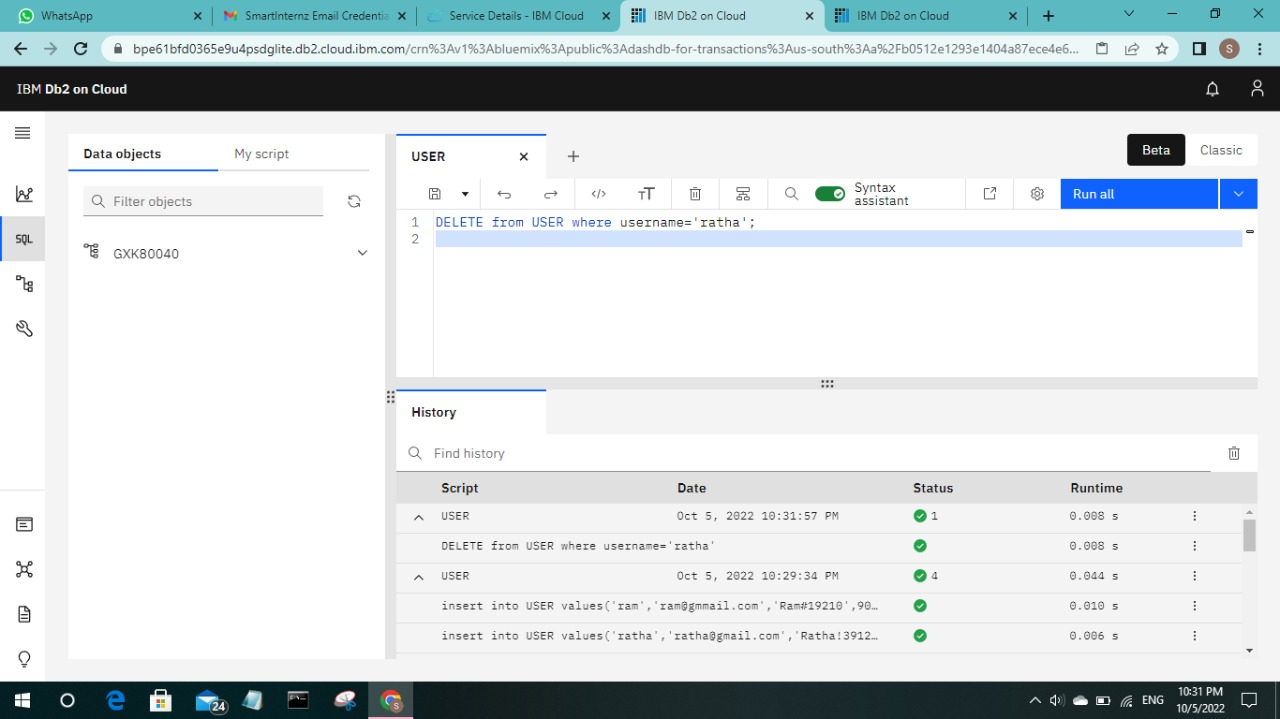 WhatsApp
SmartInternz Email Credentia
Service Details - IBM Cloud
IBM Db2 on Cloud
IBM Db2 on Cloud
bpe61bfd0365e9u4psdglite.db2.cloud.ibm.com/crn%3Av1%3Abluemix%3Apublic%3Adashdb-for-transactions%3Aus-south%3Aa%2Fb0512e1293e1404a87ece4e6...
S
IBM Db2 on Cloud
Data objects
My script
Filter objects
SQL
GXK80040
USER
Beta
Classic
Syntax
assistant
Run all
1 DELETE from USER where username='ratha';
2
History
Find history
Script Date Status Runtime
USER Oct 5, 2022 10:31:57 PM 1 0.008 s
DELETE from USER where username='ratha' 0.008 s
USER Oct 5, 2022 10:29:34 PM 4 0.044 s
insert into USER values('ram','ram@gmmail.com','Ram#19210',90… 0.010 s
insert into USER values('ratha','ratha@gmail.com','Ratha!3912… 0.006 s
24
S
ENG
10:31 PM
10/5/2022